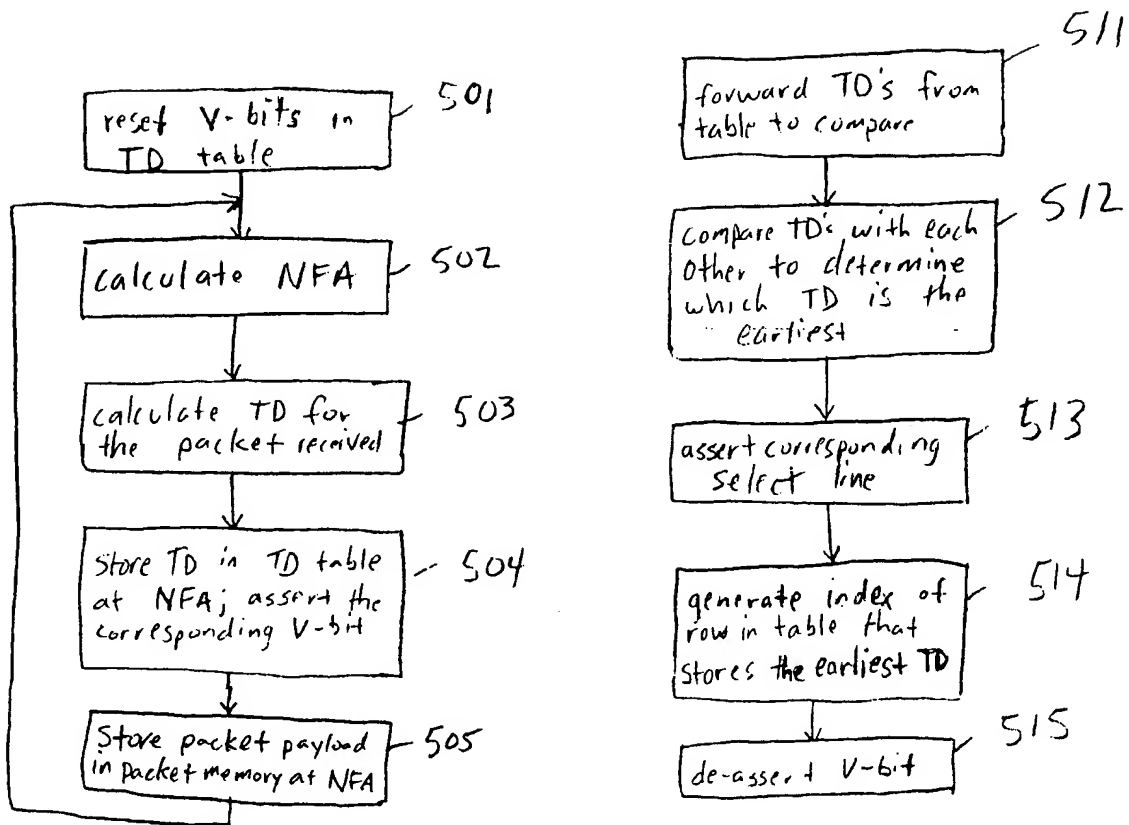 reset V-bits in
TD table
501
calculate NFA
502
calculate TD for
the packet received
503
Store TD in TD table
at NFA; assert the
corresponding V-bit
504
Store packet payload
in packet memory at NFA
505
forward TD's from
table to compare
511
compare TD's with each
other to determine
which TD is the
earliest
512
assert corresponding
select line
513
generate index of
row in table that
stores the earliest TD
514
de-assert V-bit
515